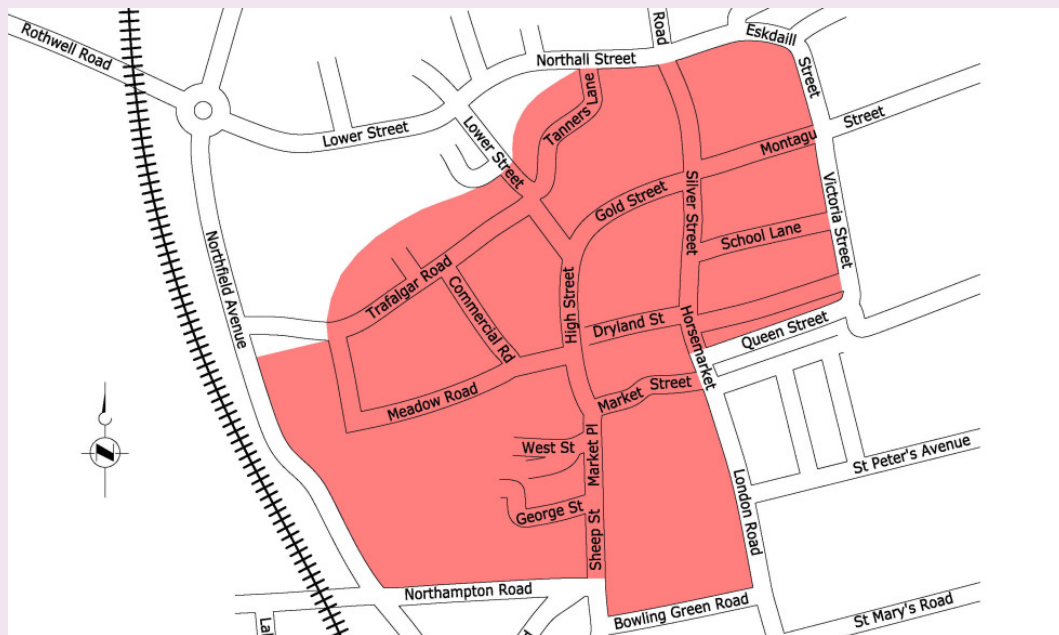 Rothwell Road
Road
Eskdaill
Street
Northall Street
Lower Street
Lower Street
Tanners Lane
Montagu
Street
Gold Street
Silver Street
Victoria Street
School Lane
Northfield Avenue
Trafalgar Road
Commercial Rd
High Street
Dryland St
Horsemarket
Queen Street
Meadow Road
Market Street
West St
Market Pl
George St
Sheep St
St Peter's Avenue
London Road
Northampton Road
Bowling Green Road
St Mary's Road